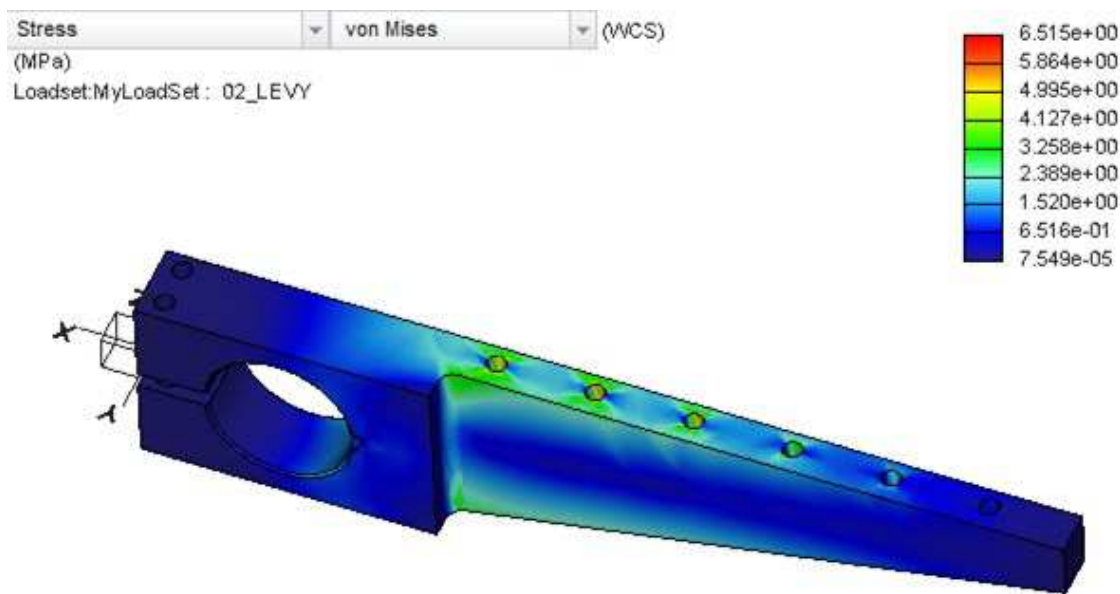 Stress von Mises (WCS)
(MPa)
Loadset:MyLoadSet : 02_LEVY
6.515e+00
5.864e+00
4.995e+00
4.127e+00
3.258e+00
2.389e+00
1.520e+00
6.516e-01
7.549e-05
X
Y